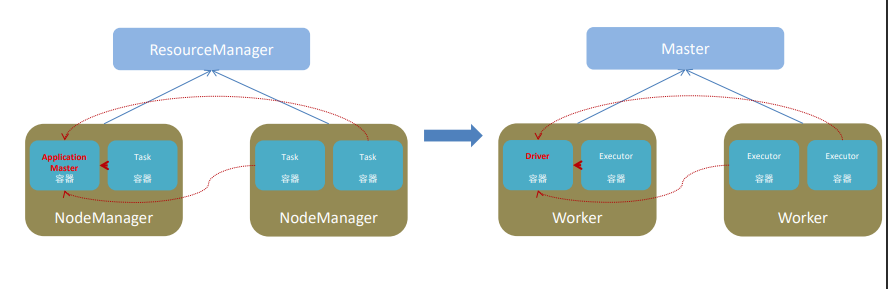 ResourceManager
Master
Application
Master
容器
Task
容器
Task
容器
Task
容器
Driver
容器
Executor
容器
Executor
容器
Executor
容器
NodeManager
NodeManager
Worker
Worker